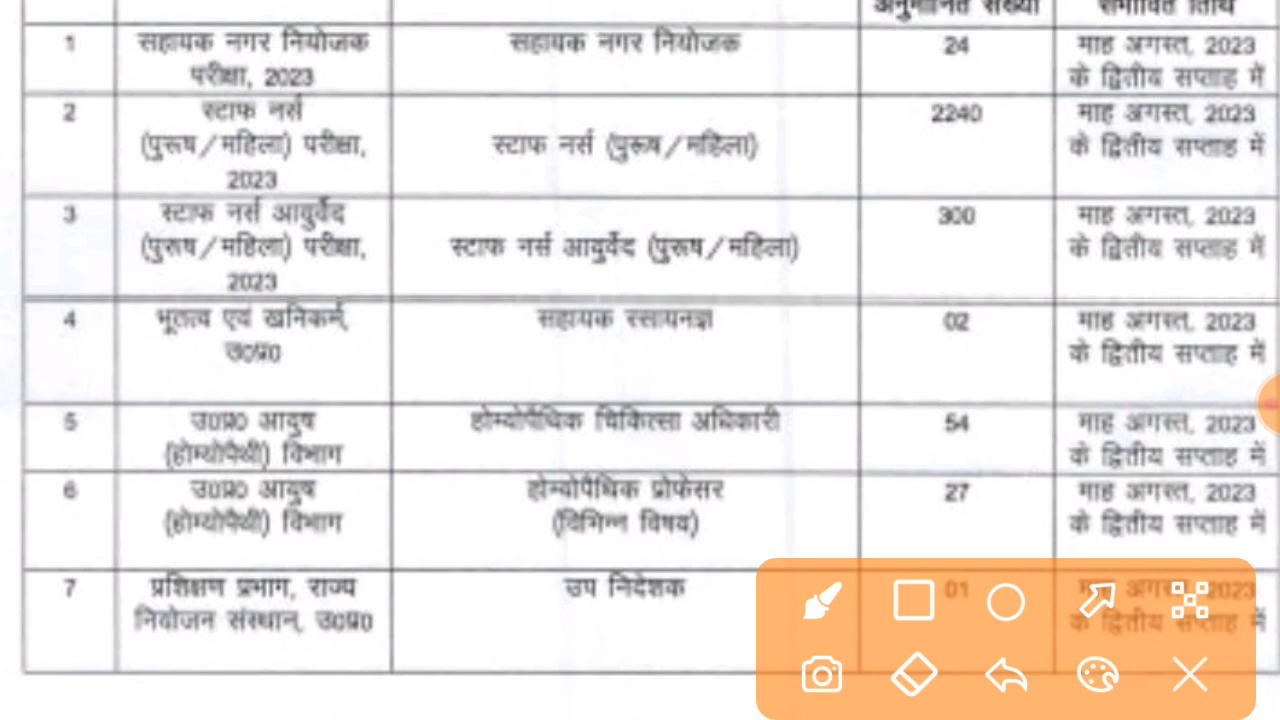 अनुमानित संख्या संभावित तिथि
1 सहायक नगर नियोजक सहायक नगर नियोजक 24 माह अगस्त, 2023
परीक्षा, 2023 के द्वितीय सप्ताह में
2 स्टाफ नर्स 2240 माह अगस्त, 2023
(पुरूष/महिला) परीक्षा, स्टाफ नर्स (पुरूष/महिला) के द्वितीय सप्ताह में
2023
3 स्टाफ नर्स आयुर्वेद 300 माह अगस्त, 2023
(पुरूष/महिला) परीक्षा, स्टाफ नर्स आयुर्वेद (पुरूष/महिला) के द्वितीय सप्ताह में
2023
4 भूतत्व एवं खनिकर्म, सहायक रसायनज्ञ 02 माह अगस्त, 2023
उ0प्र0 के द्वितीय सप्ताह में
5 उ0प्र0 आयुष होम्योपैथिक चिकित्सा अधिकारी 54 माह अगस्त, 2023
(होम्योपैथी) विभाग के द्वितीय सप्ताह में
6 उ0प्र0 आयुष होम्योपैथिक प्रोफेसर 27 माह अगस्त, 2023
(होम्योपैथी) विभाग (विभिन्न विषय) के द्वितीय सप्ताह में
7 प्रशिक्षण प्रभाग, राज्य उप निदेशक 01 माह अगस्त, 2023
नियोजन संस्थान, उ0प्र0 के द्वितीय सप्ताह में